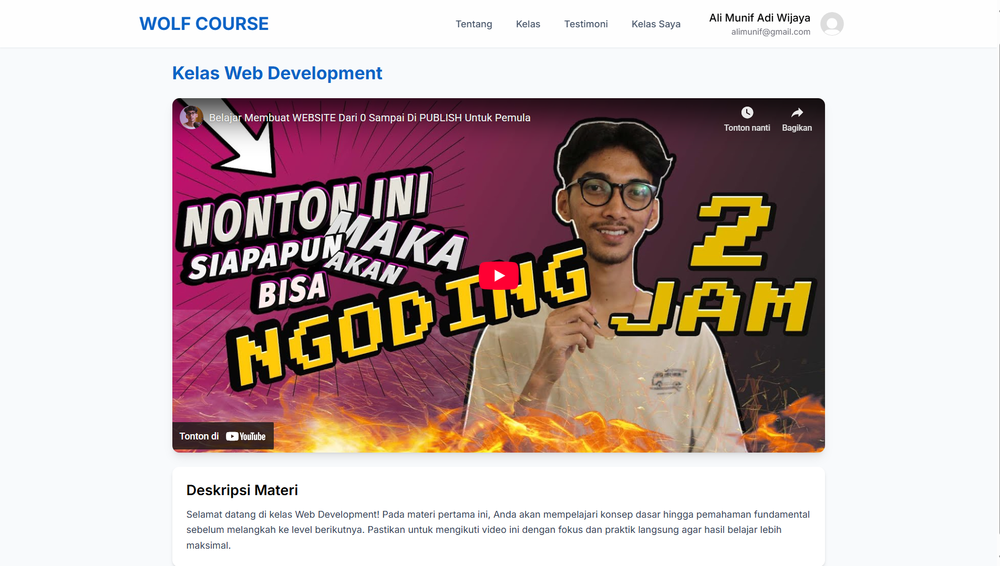 WOLF COURSE
Tentang
Kelas
Testimoni
Kelas Saya
Ali Munif Adi Wijaya
alimunif@gmail.com
Kelas Web Development
Belajar Membuat WEBSITE Dari 0 Sampai Di PUBLISH Untuk Pemula
Tonton nanti
Bagikan
NONTON INI
MAKA
SIAPAPUN
AKAN
BISA
NGODING
2
JAM
Tonton di YouTube
Deskripsi Materi
Selamat datang di kelas Web Development! Pada materi pertama ini, Anda akan mempelajari konsep dasar hingga pemahaman fundamental
sebelum melangkah ke level berikutnya. Pastikan untuk mengikuti video ini dengan fokus dan praktik langsung agar hasil belajar lebih
maksimal.